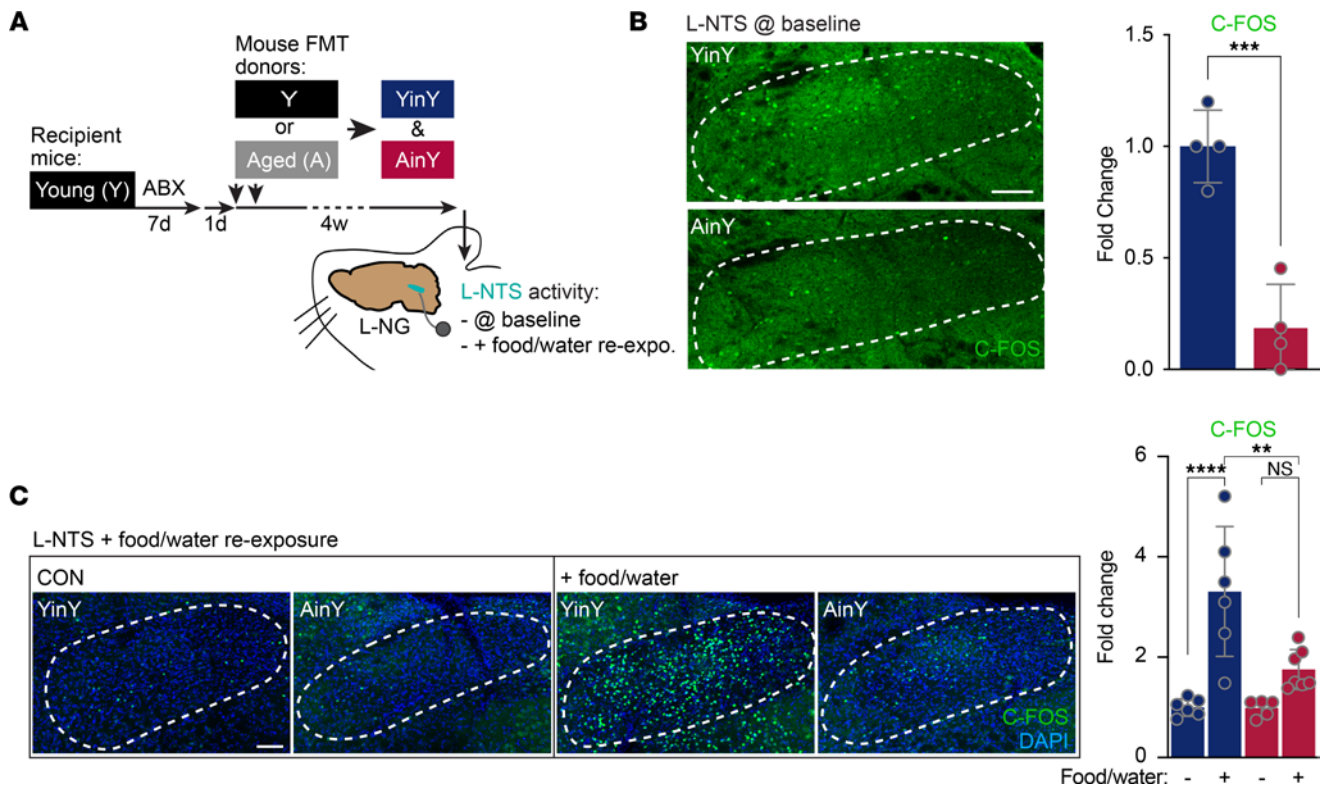 A
Mouse FMT
donors:
Y
or
Aged (A)
YinY
&
AinY
Recipient
mice:
Young (Y)
ABX
7d
1d
4w
L-NG
L-NTS activity:
- @ baseline
- + food/water re-expo.
B
L-NTS @ baseline
YinY
AinY
C-FOS
C-FOS
***
Fold Change
1.5
1.0
0.5
0.0
C
L-NTS + food/water re-exposure
CON
+ food/water
YinY
AinY
YinY
AinY
C-FOS
DAPI
C-FOS
**
****
NS
Fold change
6
4
2
0
Food/water: - + - +